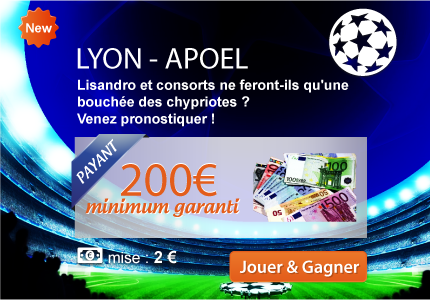 New
LYON - APOEL
Lisandro et consorts ne feront-ils qu'une
bouchée des chypriotes ?
Venez pronostiquer !
PAYANT
200€
minimum garanti
mise : 2 €
Jouer & Gagner